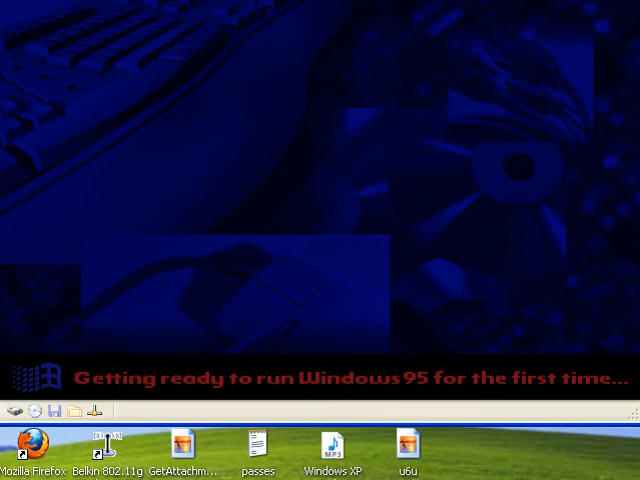 Getting ready to run Windows 95 for the first time...
Mozilla Firefox
Belkin 802.11g
GetAttachm...
passes
Windows XP
u6u
MP3